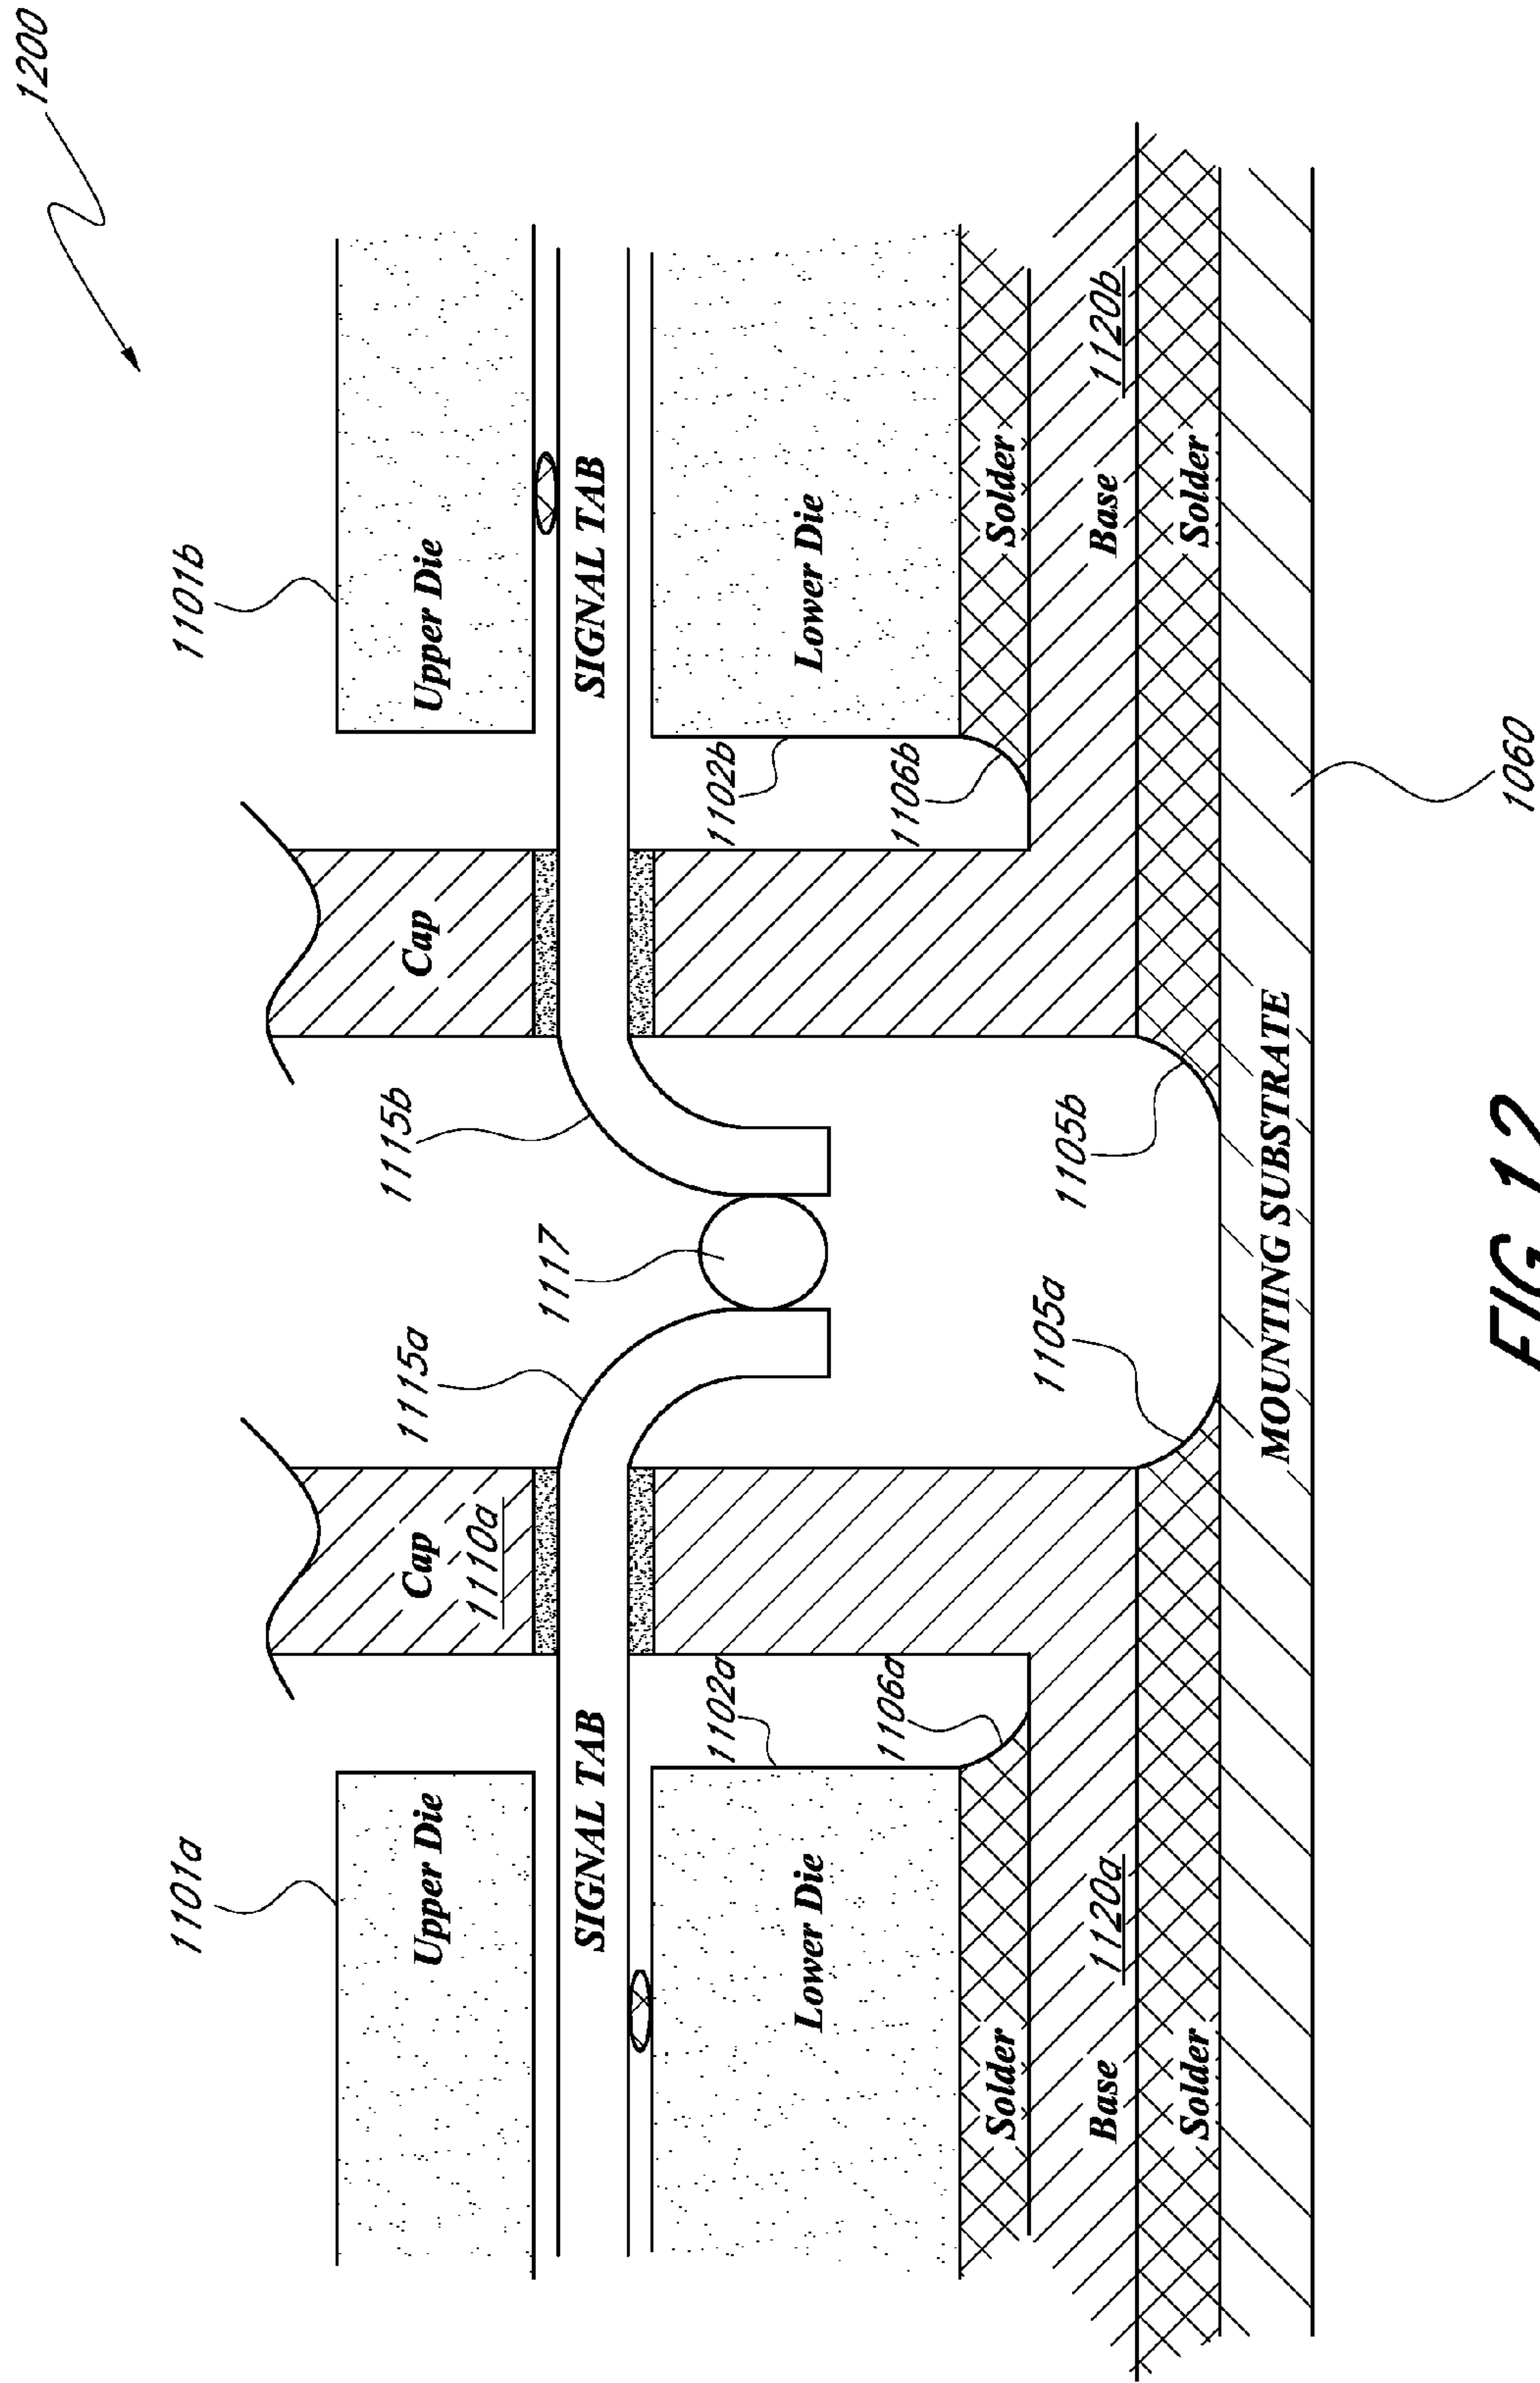 1200
1101a
1101b
Upper Die
Cap
1110a
1115a
1117
1115b
Cap
Upper Die
SIGNAL TAB
SIGNAL TAB
Lower Die
1102a
1102b
Lower Die
1106a
1106b
Solder
1105a
1105b
Solder
Base
1120a
Base
1120b
Solder
Solder
MOUNTING SUBSTRATE
1060
FIG. 12